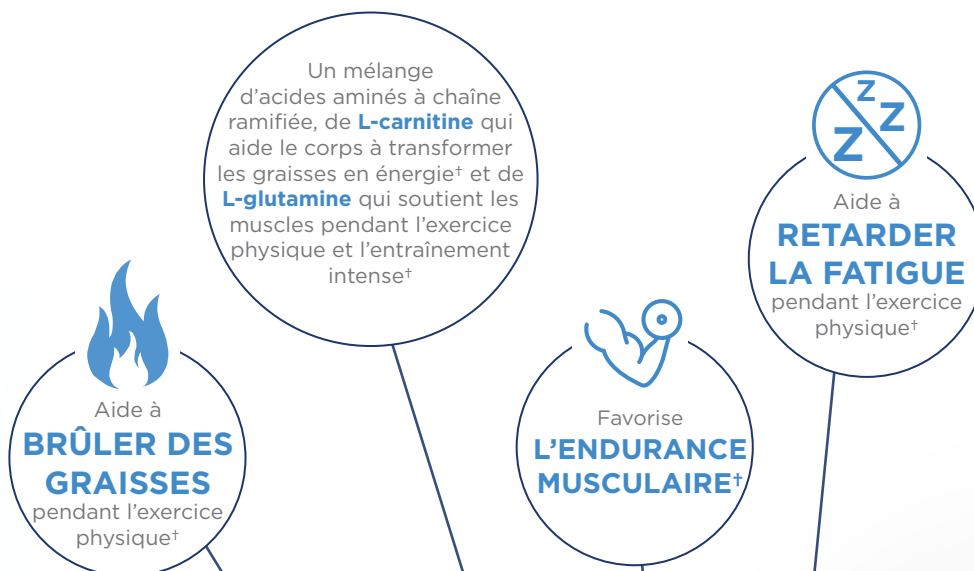 Un mélange
d'acides aminés à chaîne
ramifiée, de L-carnitine qui
aide le corps à transformer
les graisses en énergie† et de
L-glutamine qui soutient les
muscles pendant l'exercice
physique et l'entraînement
intense†
Z
Z
Z
Aide à
RETARDER
LA FATIGUE
pendant l'exercice
physique†
Aide à
BRÛLER DES
GRAISSES
pendant l'exercice
physique†
Favorise
L'ENDURANCE
MUSCULAIRE†